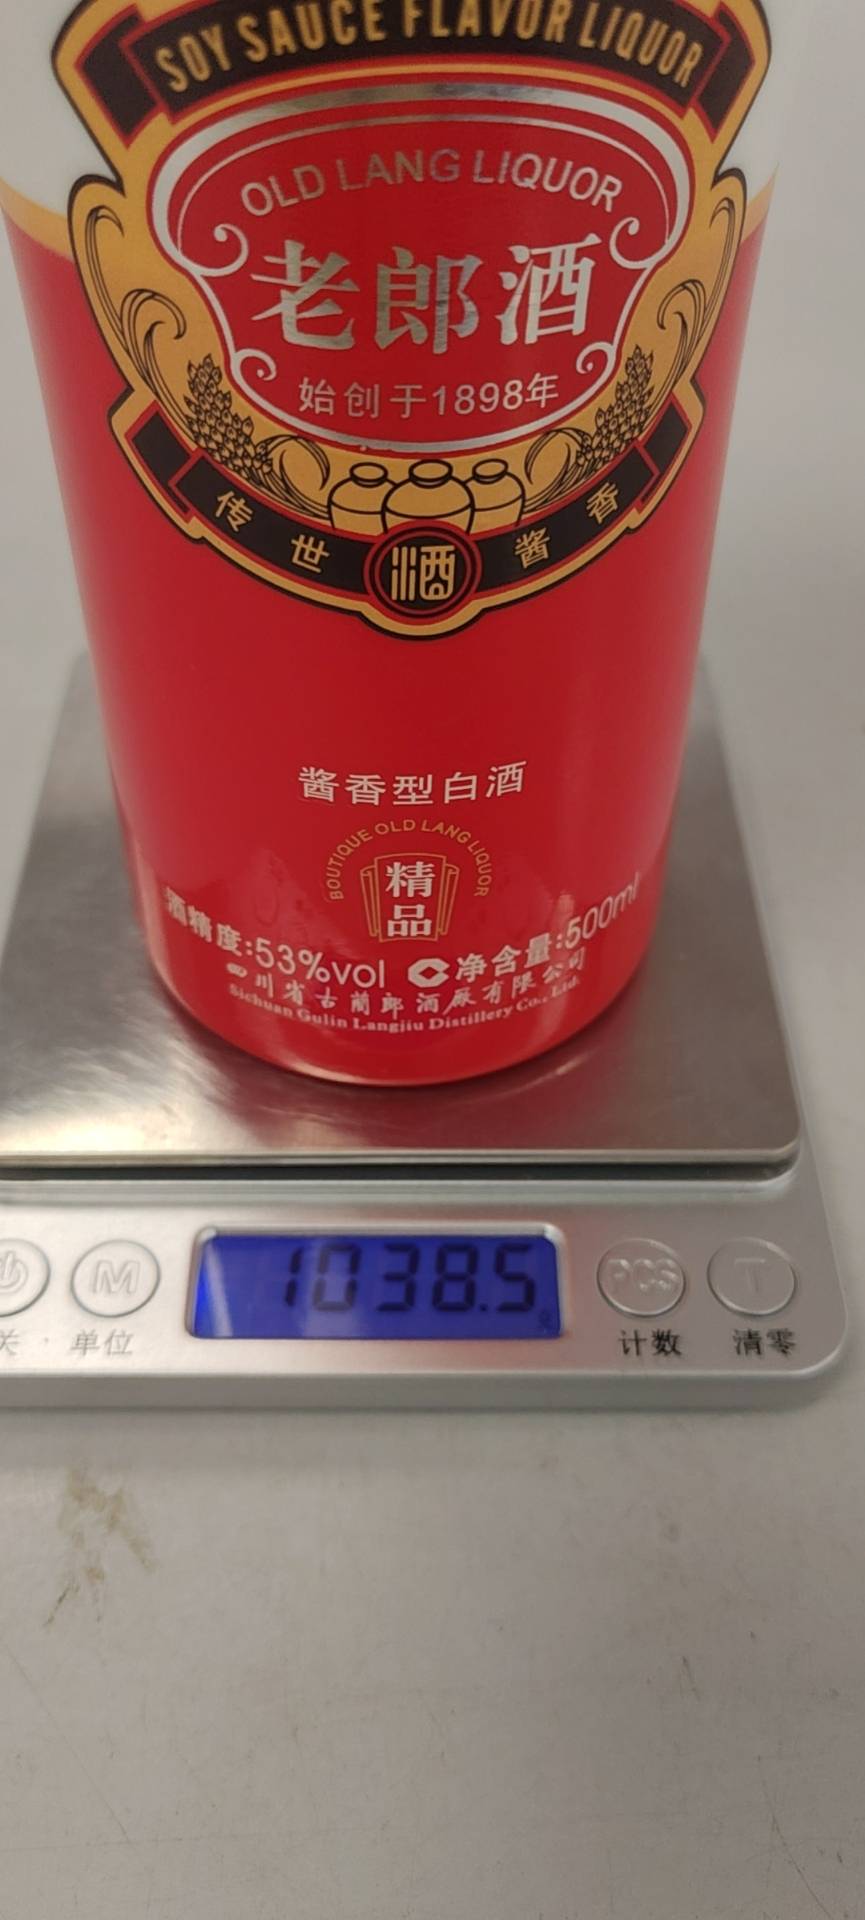 SOY SAUCE FLAVOR LIQUOR
OLD LANG LIQUOR
老郎酒
始创于1898年
传世酒酱香
酱香型白酒
BOUTIQUE OLD LANG LIQUOR
精
品
酒精度:53%vol 净含量:500ml
四川省古蔺郎酒厂有限公司
Sichuan Gulin Langjiu Distillery Co., Ltd.
1038.5
M
PCS
T
关
单位
计数
清零